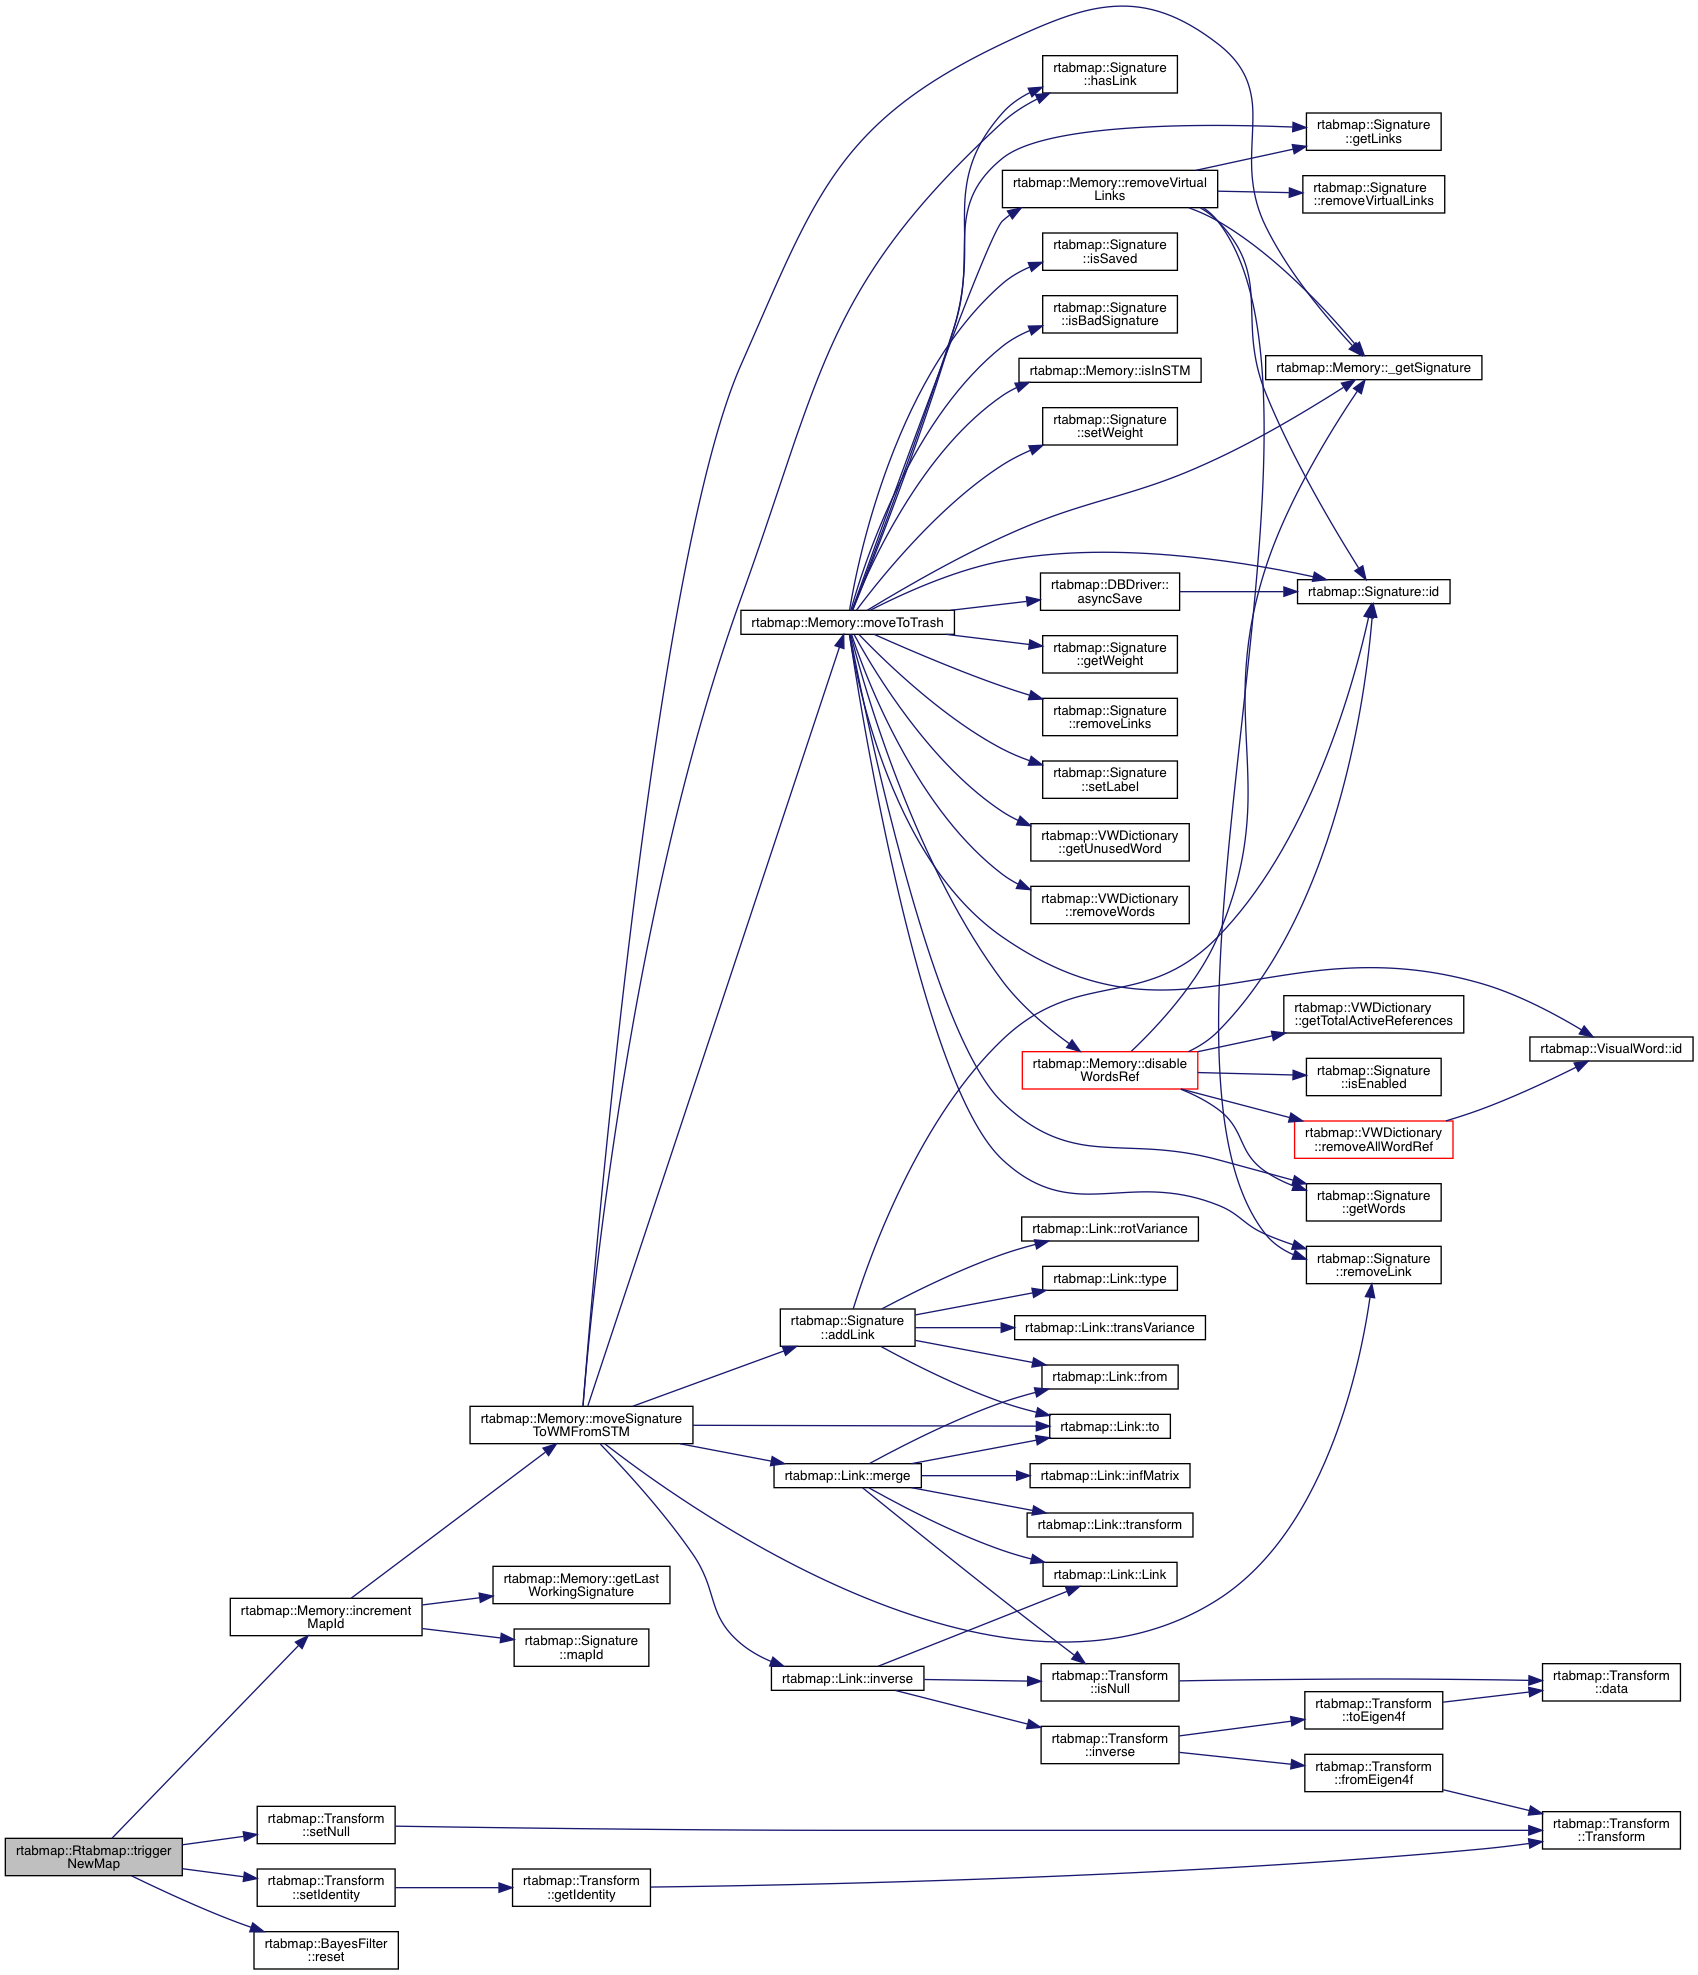 rtabmap::Signature
::hasLink
rtabmap::Signature
::getLinks
rtabmap::Memory::removeVirtual
Links
rtabmap::Signature
::removeVirtualLinks
rtabmap::Signature
::isSaved
rtabmap::Signature
::isBadSignature
rtabmap::Memory::isInSTM
rtabmap::Memory::_getSignature
rtabmap::Signature
::setWeight
rtabmap::DBDriver::
asyncSave
rtabmap::Signature::id
rtabmap::Memory::moveToTrash
rtabmap::Signature
::getWeight
rtabmap::Signature
::removeLinks
rtabmap::Signature
::setLabel
rtabmap::VWDictionary
::getUnusedWord
rtabmap::VWDictionary
::removeWords
rtabmap::VWDictionary
::getTotalActiveReferences
rtabmap::VisualWord::id
rtabmap::Memory::disable
WordsRef
rtabmap::Signature
::isEnabled
rtabmap::VWDictionary
::removeAllWordRef
rtabmap::Signature
::getWords
rtabmap::Link::rotVariance
rtabmap::Signature
::removeLink
rtabmap::Link::type
rtabmap::Signature
::addLink
rtabmap::Link::transVariance
rtabmap::Link::from
rtabmap::Memory::moveSignature
ToWMFromSTM
rtabmap::Link::to
rtabmap::Link::merge
rtabmap::Link::infMatrix
rtabmap::Link::transform
rtabmap::Link::Link
rtabmap::Memory::getLast
WorkingSignature
rtabmap::Memory::increment
MapId
rtabmap::Signature
::mapId
rtabmap::Link::inverse
rtabmap::Transform
::isNull
rtabmap::Transform
::data
rtabmap::Transform
::toEigen4f
rtabmap::Transform
::inverse
rtabmap::Transform
::fromEigen4f
rtabmap::Transform
::setNull
rtabmap::Transform
::Transform
rtabmap::Rtabmap::trigger
NewMap
rtabmap::Transform
::setIdentity
rtabmap::Transform
::getIdentity
rtabmap::BayesFilter
::reset